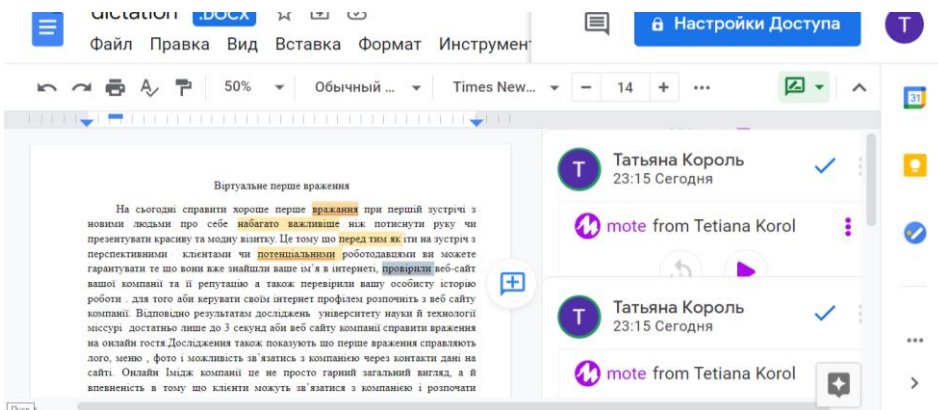 dictation .DOCX
Файл Правка Вид Вставка Формат Инструмен
Настройки Доступа
T
50% Обычный ... Times New... − 14 + ...
31
Віртуальне перше враження
На сьогодні справити хороше перше вражання при першій зустрічі з
новими людьми про себе набагато важливіше ніж потиснути руку чи
презентувати красиву та модну візитку. Це тому що перед тим як іти на зустріч з
перспективними клієнтами чи потенціальними роботодавцями ви можете
гарантувати те що вони вже знайшли ваше ім'я в інтернеті, провірили веб-сайт
вашої компанії та її репутацію а також перевірили вашу особисту історію
роботи . для того аби керувати своїм інтернет профілем розпочніть з веб сайту
компанії. Відповідно результатам досліджень університету науки й технології
міссурі достатньо лише до 3 секунд аби веб сайту компанії справити враження
на онлайн гостя.Дослідження також показують що перше враження справляють
лого, меню , фото і можливість зв'язатись з компанією через контакти дані на
сайті. Онлайн Імідж компанії це не просто гарний загальний вигляд, а й
впевненість в тому що клієнти можуть зв'язатися з компанією і розпочати
T
Татьяна Король
23:15 Сегодня
mote from Tetiana Korol
T
Татьяна Король
23:15 Сегодня
mote from Tetiana Korol
Пуск